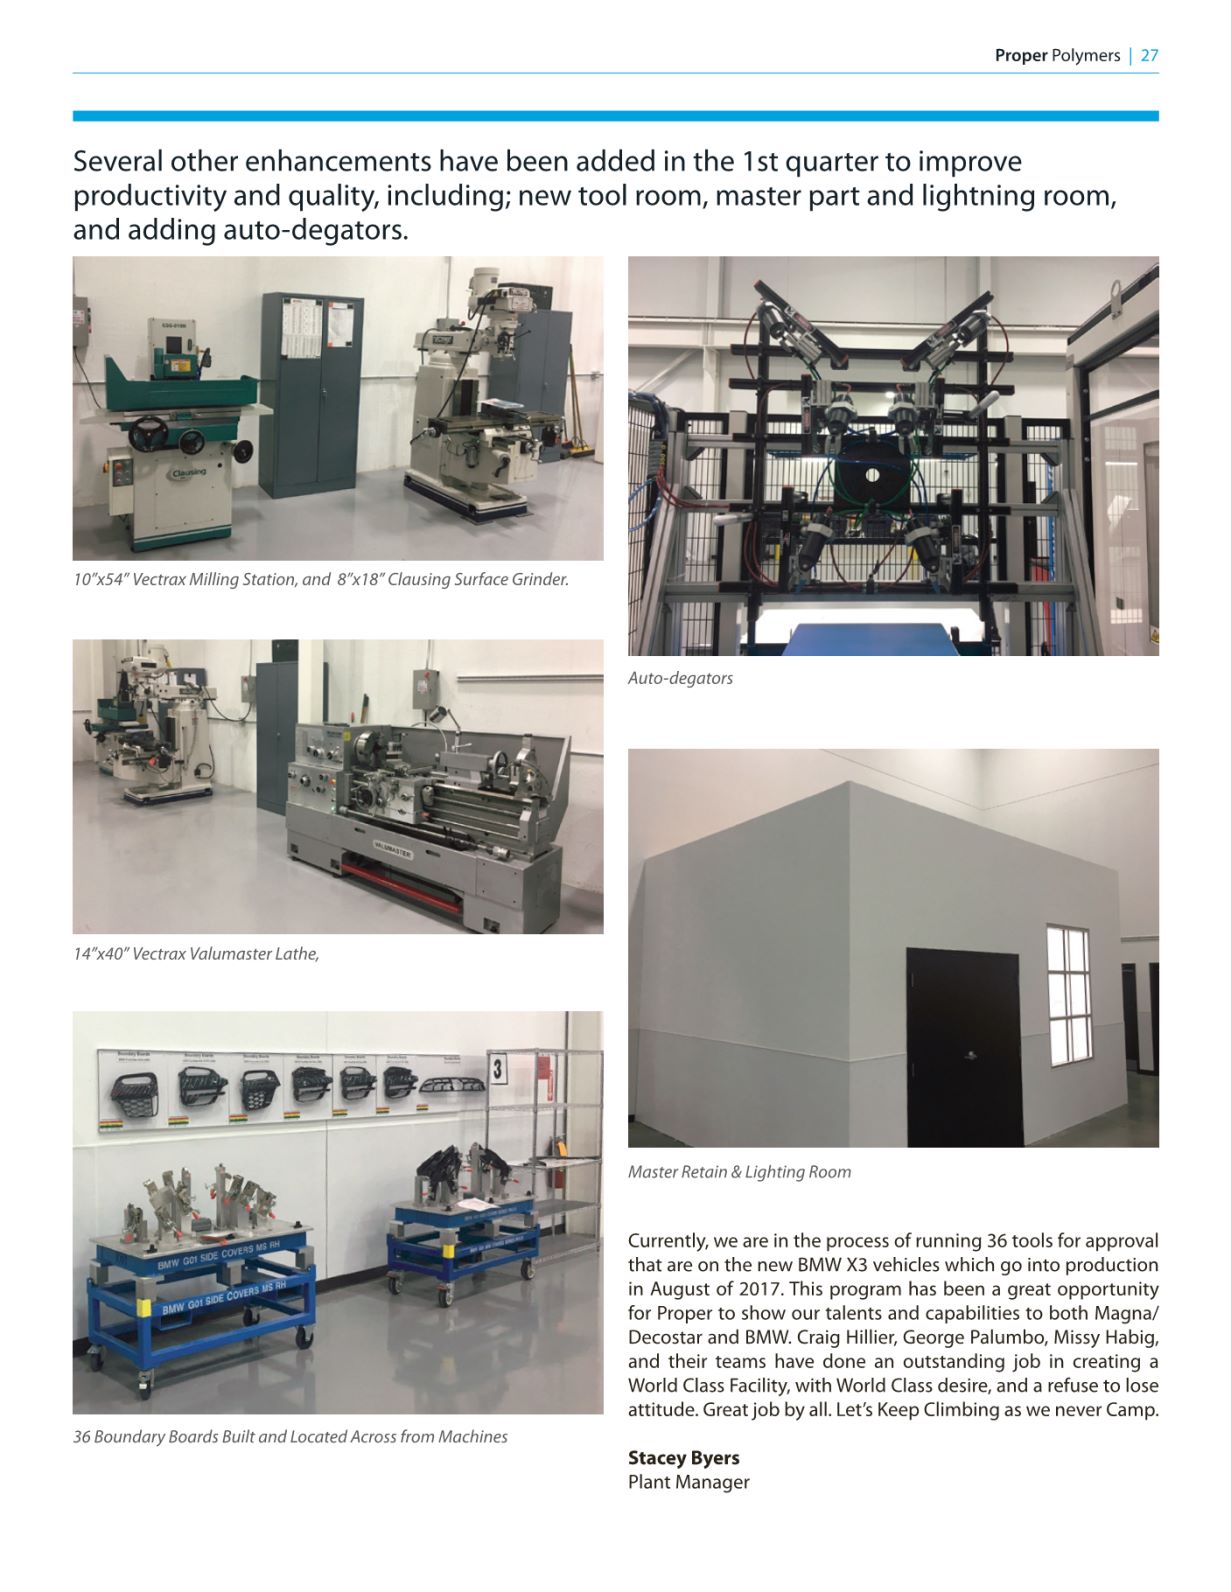 Proper Polymers | 27
Several other enhancements have been added in the 1st quarter to improve
productivity and quality, including; new tool room, master part and lightning room,
and adding auto-degators.
Clausing
10”x54” Vectrax Milling Station, and 8”x18” Clausing Surface Grinder.
Auto-degators
VALUMASTER
14”x40” Vectrax Valumaster Lathe,
3
BMW G01 SIDE COVERS MS RH
BMW G01 SIDE COVERS MS RH
36 Boundary Boards Built and Located Across from Machines
Master Retain & Lighting Room
Currently, we are in the process of running 36 tools for approval
that are on the new BMW X3 vehicles which go into production
in August of 2017. This program has been a great opportunity
for Proper to show our talents and capabilities to both Magna/
Decostar and BMW. Craig Hillier, George Palumbo, Missy Habig,
and their teams have done an outstanding job in creating a
World Class Facility, with World Class desire, and a refuse to lose
attitude. Great job by all. Let’s Keep Climbing as we never Camp.
Stacey Byers
Plant Manager